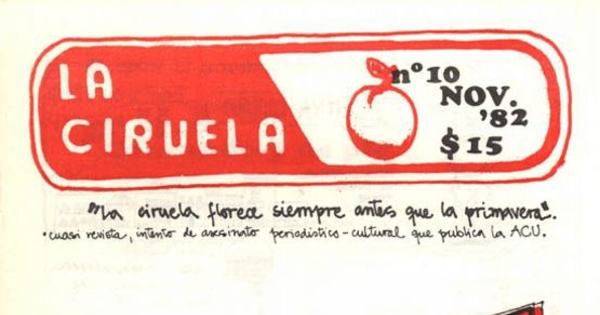 LA
CIRUELA
nº10
NOV.
'82
$15
"La ciruela florece siempre antes que la primavera".
·cuasi revista, intento de asesinato periodístico-cultural que publica la ACU.